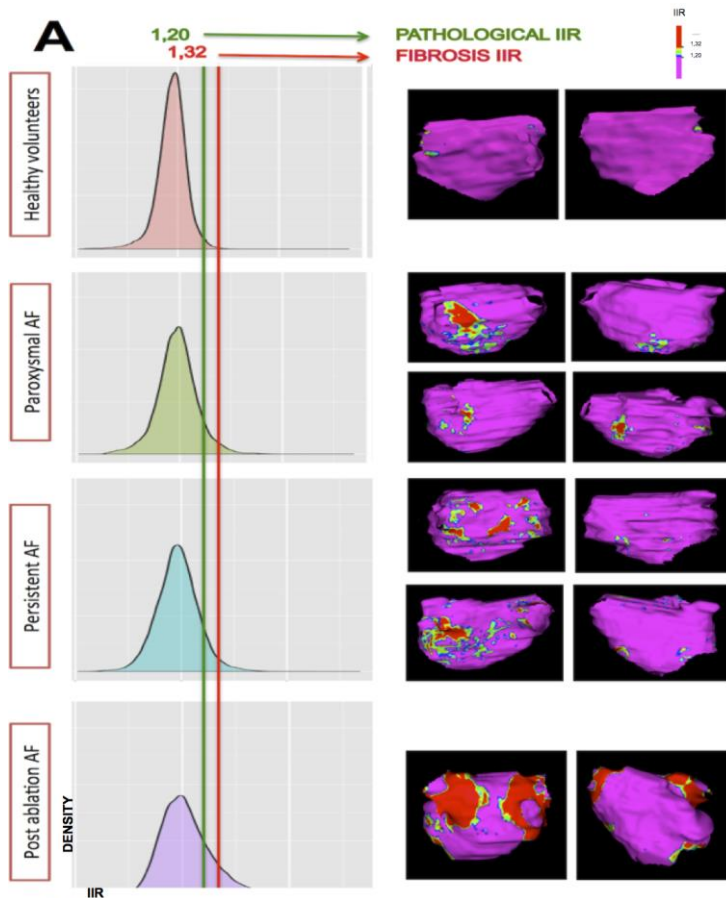 A
1,20
PATHOLOGICAL IIR
1,32
FIBROSIS IIR
IIR
1,32
1,20
Healthy volunteers
Paroxysmal AF
Persistent AF
Post ablation AF
DENSITY
IIR